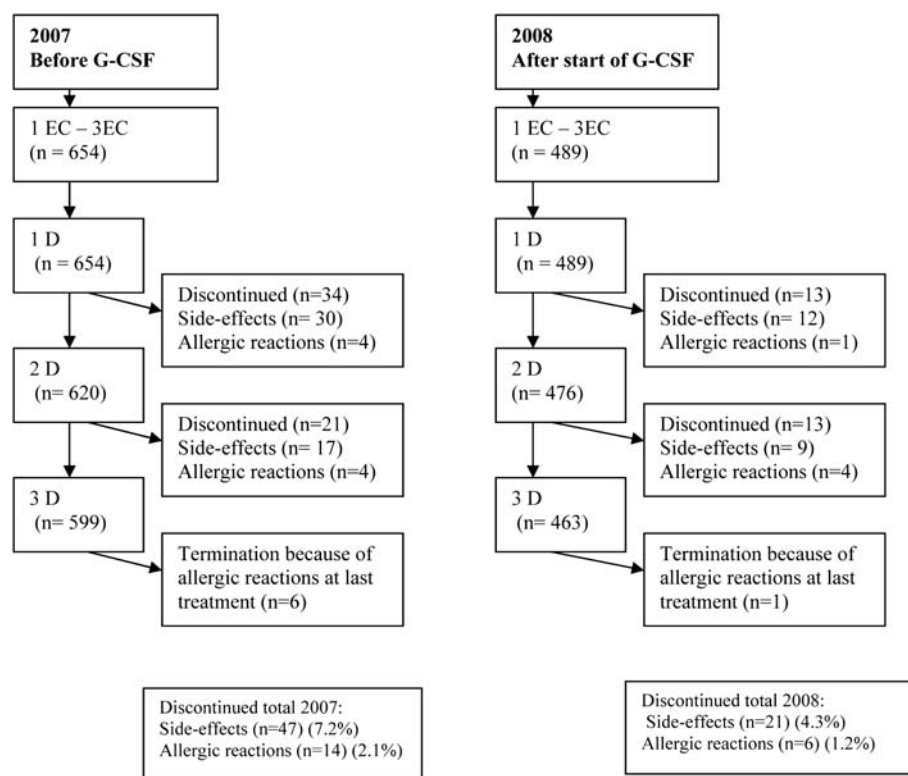 2007
Before G-CSF
1 EC – 3EC
(n = 654)
1 D
(n = 654)
Discontinued (n=34)
Side-effects (n= 30)
Allergic reactions (n=4)
2 D
(n= 620)
Discontinued (n=21)
Side-effects (n= 17)
Allergic reactions (n=4)
3 D
(n= 599)
Termination because of
allergic reactions at last
treatment (n=6)
Discontinued total 2007:
Side-effects (n=47) (7.2%)
Allergic reactions (n=14) (2.1%)
2008
After start of G-CSF
1 EC – 3EC
(n = 489)
1 D
(n = 489)
Discontinued (n=13)
Side-effects (n= 12)
Allergic reactions (n=1)
2 D
(n= 476)
Discontinued (n=13)
Side-effects (n= 9)
Allergic reactions (n=4)
3 D
(n= 463)
Termination because of
allergic reactions at last
treatment (n=1)
Discontinued total 2008:
Side-effects (n=21) (4.3%)
Allergic reactions (n=6) (1.2%)